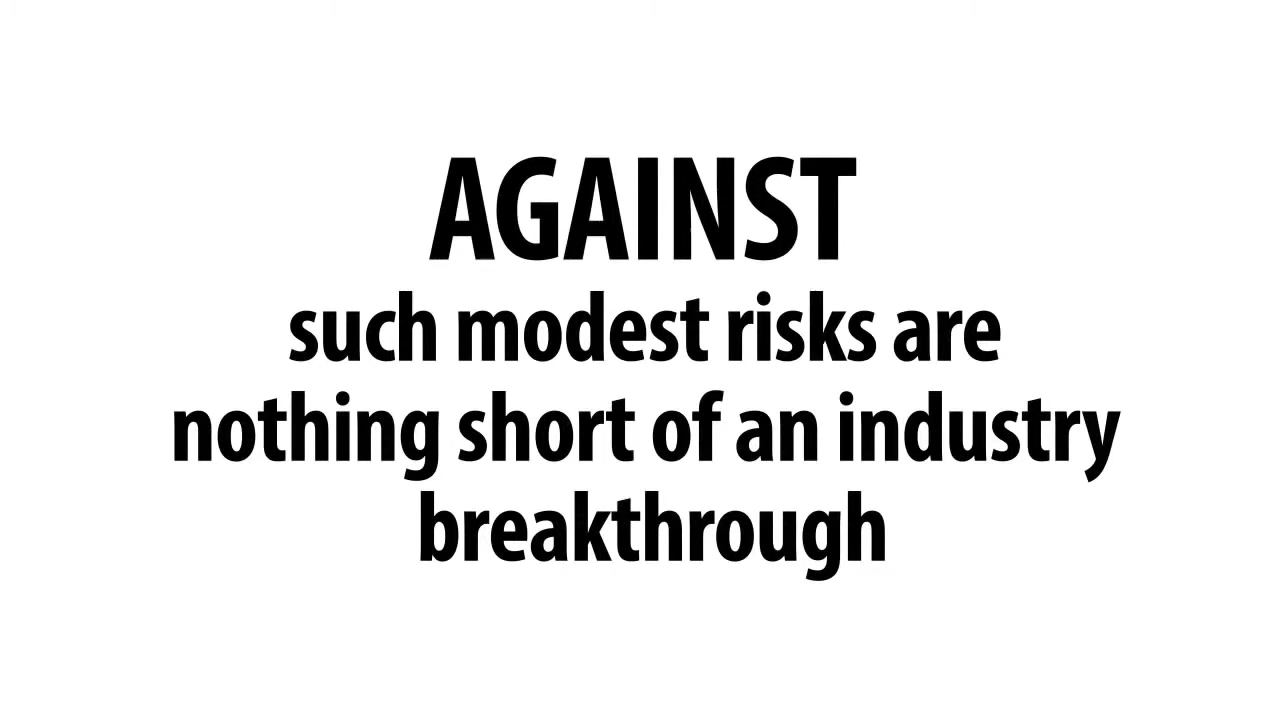 AGAINST
such modest risks are
nothing short of an industry
breakthrough